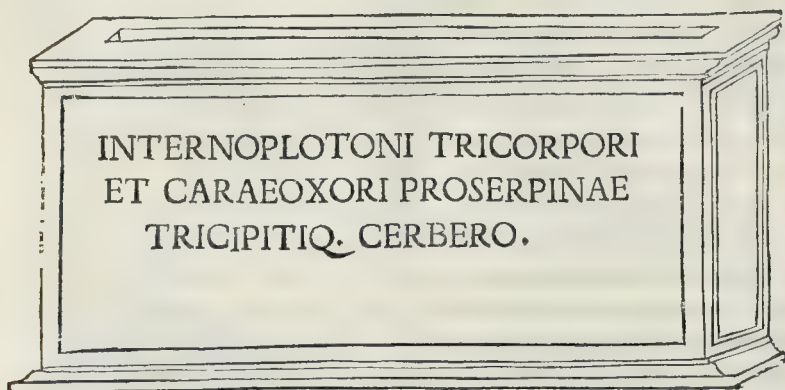 INTERNOPLOTONI TRICORPORI
ET CARAEOXORI PROSERPINAE
TRICIPITIQ. CERBERO.